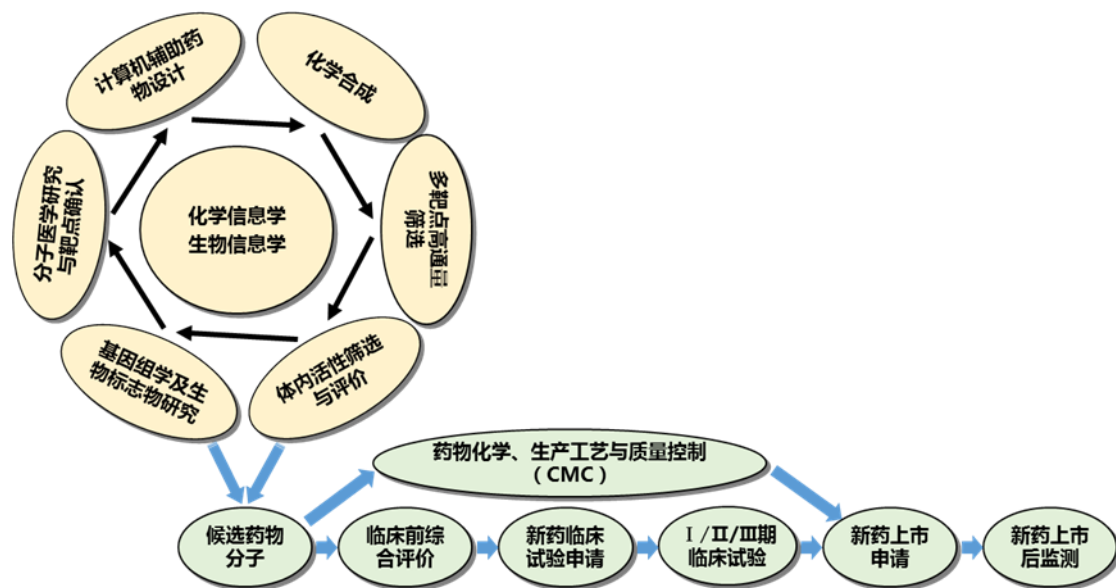 计算机辅助药
物设计
化学合成
多靶点高通量
筛选
分子医学研究
与靶点确认
化学信息学
生物信息学
基因组学及生
物标志物研究
体内活性筛选
与评价
药物化学、生产工艺与质量控制
（CMC）
候选药物
分子
临床前综
合评价
新药临床
试验申请
Ⅰ/Ⅱ/Ⅲ期
临床试验
新药上市
申请
新药上市
后监测